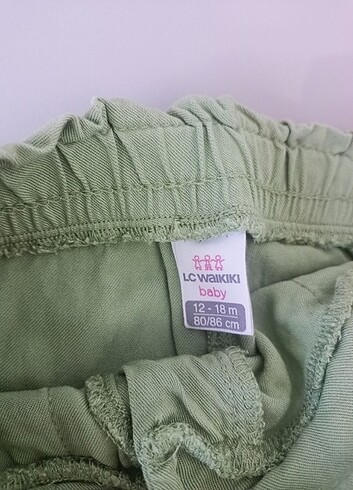 LC WAIKIKI
baby
12 - 18 m
80/86 cm